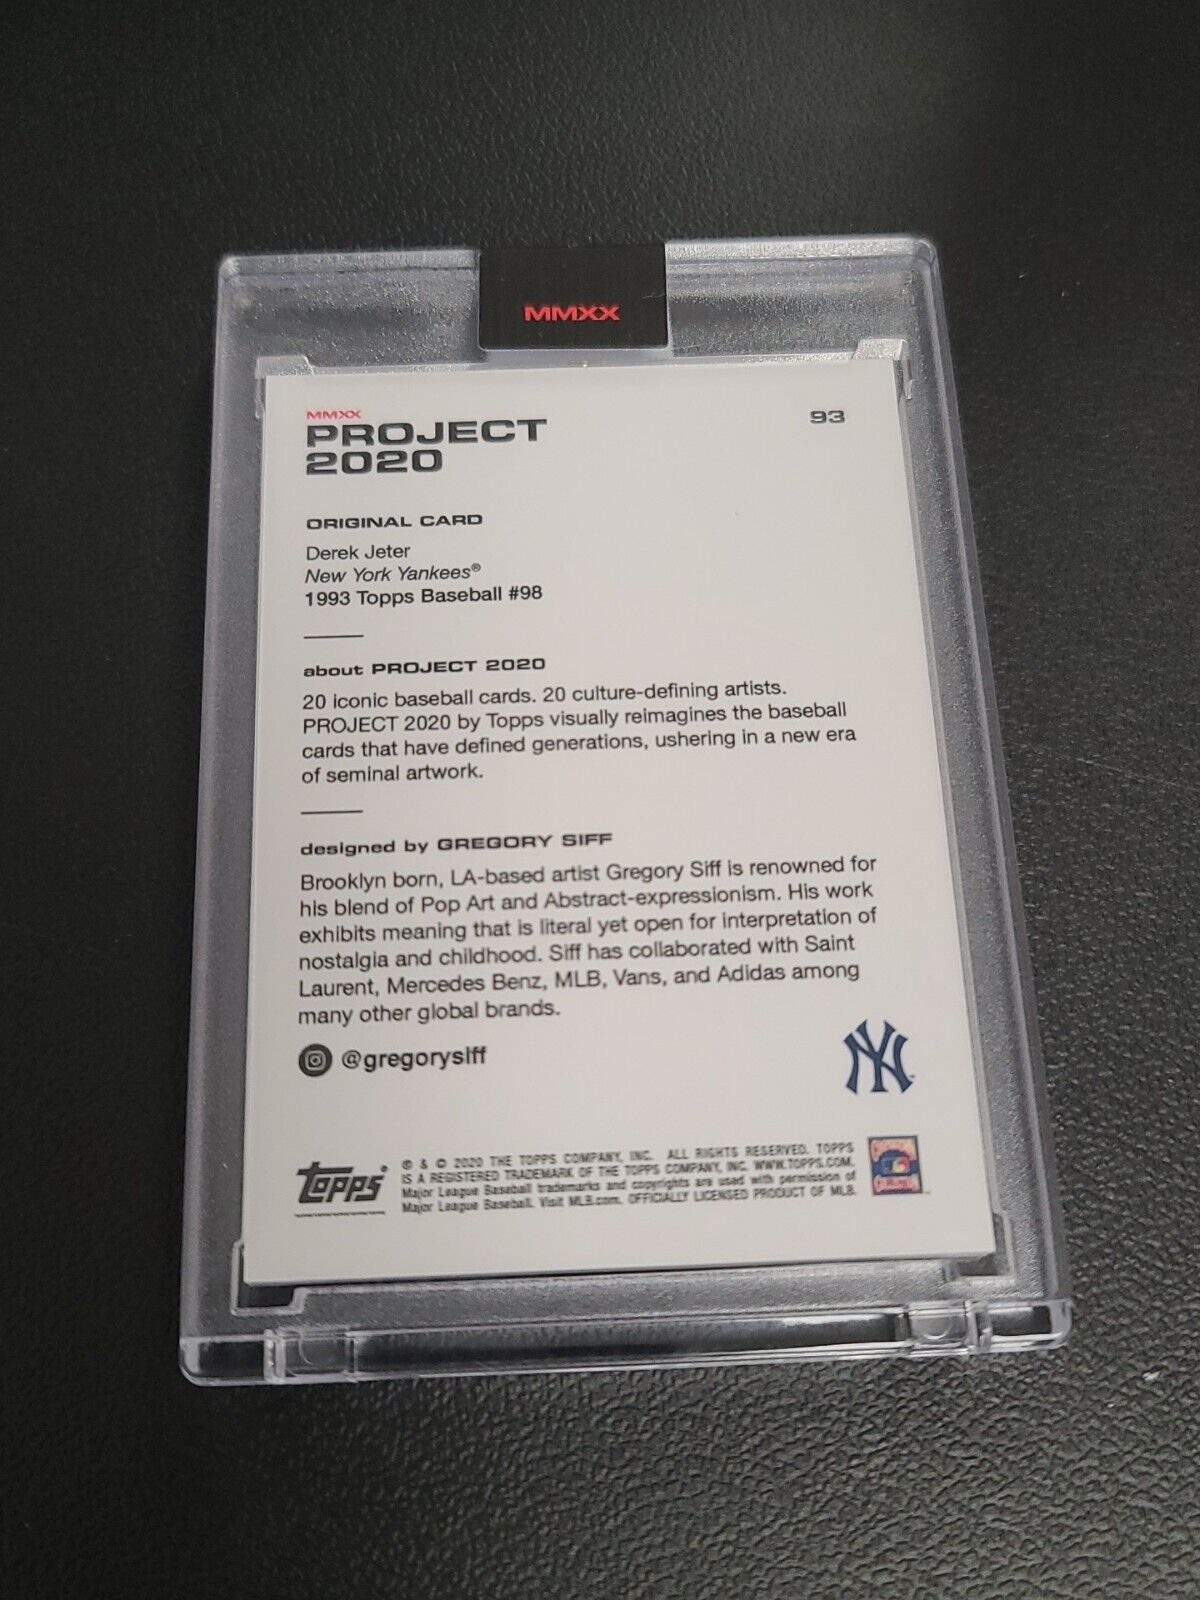 MMXX
MMXX
PROJECT
2020
93
ORIGINAL CARD
Derek Jeter
New York Yankees®
1993 Topps Baseball #98
about PROJECT 2020
20 iconic baseball cards. 20 culture-defining artists.
PROJECT 2020 by Topps visually reimagines the baseball
cards that have defined generations, ushering in a new era
of seminal artwork.
designed by GREGORY SIFF
Brooklyn born, LA-based artist Gregory Siff is renowned for
his blend of Pop Art and Abstract-expressionism. His work
exhibits meaning that is literal yet open for interpretation of
nostalgia and childhood. Siff has collaborated with Saint
Laurent, Mercedes Benz, MLB, Vans, and Adidas among
many other global brands.
@gregorysiff
NY
Topps®
® & © 2020 THE TOPPS COMPANY, INC. ALL RIGHTS RESERVED. TOPPS
IS A REGISTERED TRADEMARK OF THE TOPPS COMPANY, INC. WWW.TOPPS.COM.
Major League Baseball trademarks and copyrights are used with permission of
Major League Baseball. Visit MLB.com. OFFICIALLY LICENSED PRODUCT OF MLB.